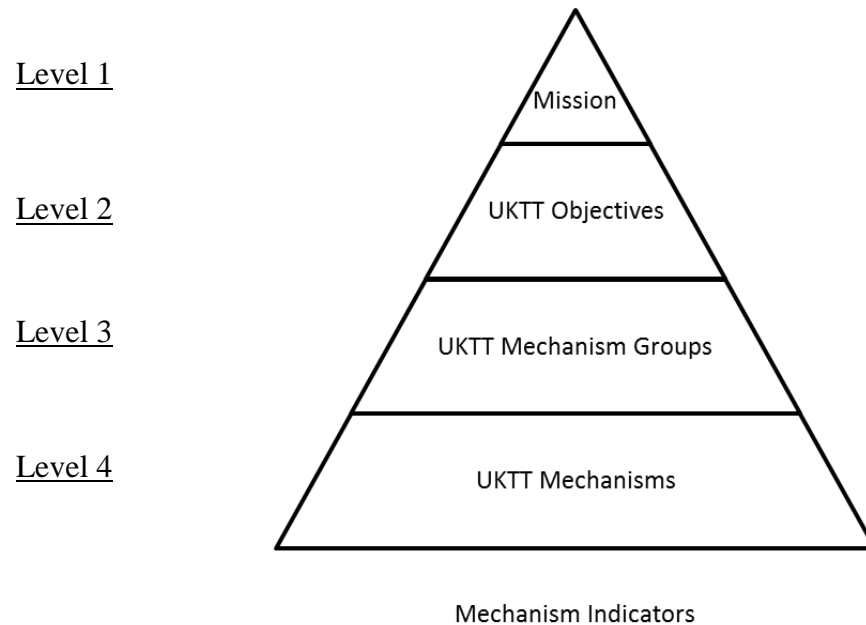 Level 1
Mission
Level 2
UKTT Objectives
Level 3
UKTT Mechanism Groups
Level 4
UKTT Mechanisms
Mechanism Indicators